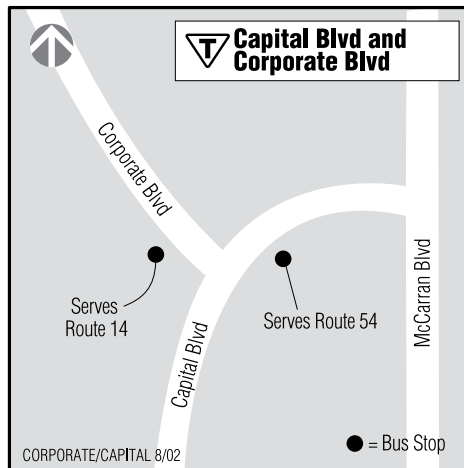 T Capital Blvd and
Corporate Blvd
Corporate Blvd
Serves
Route 14
Serves Route 54
Capital Blvd
McCarran Blvd
CORPORATE/CAPITAL 8/02
= Bus Stop